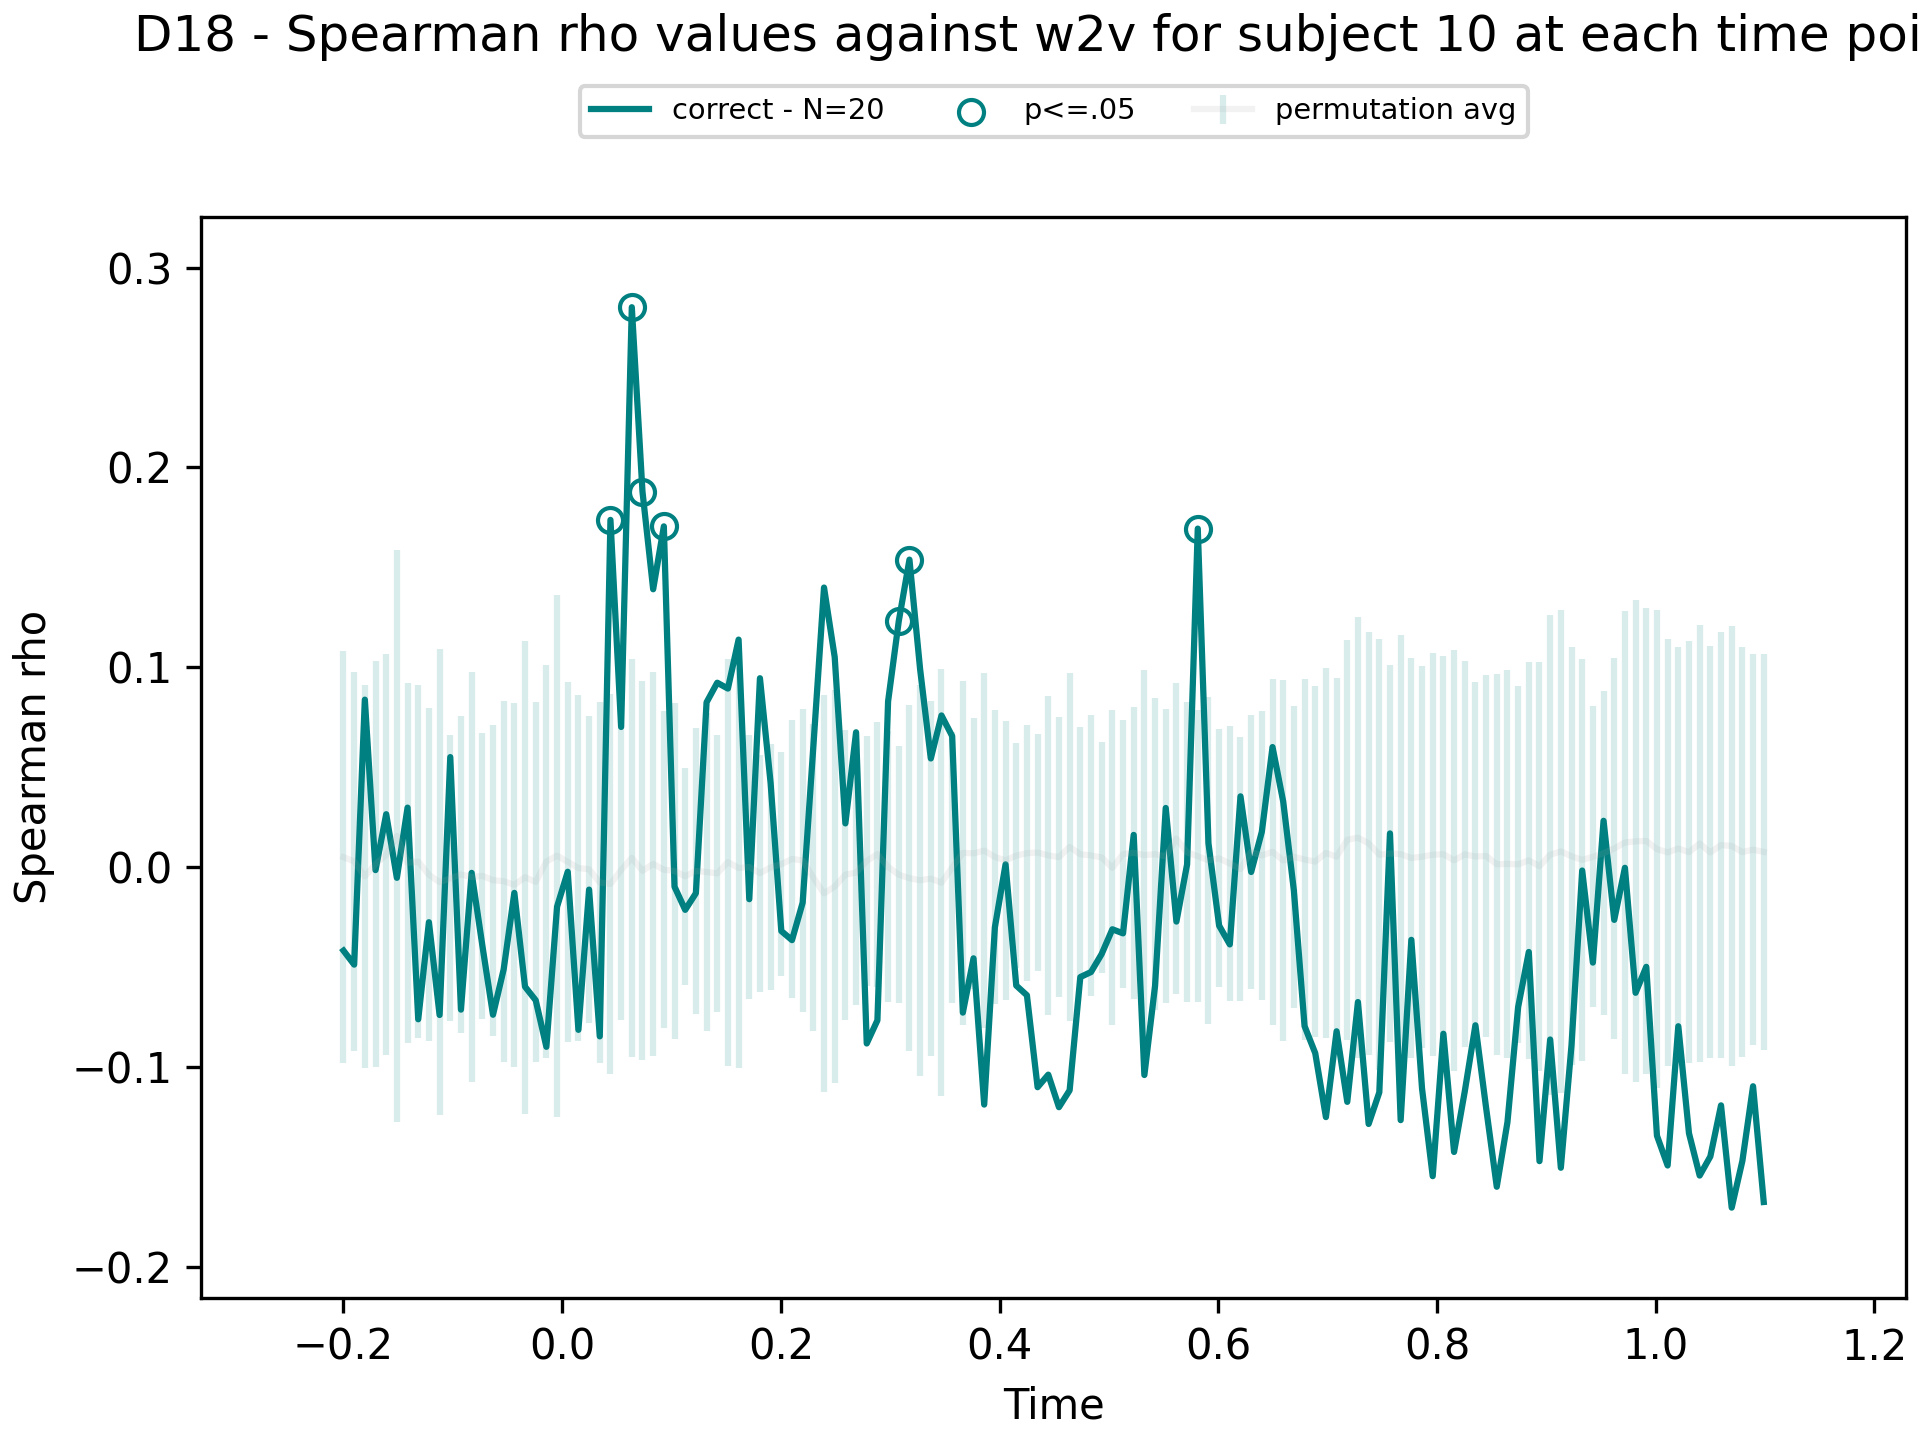 D18 - Spearman rho values against w2v for subject 10 at each time poi
correct - N=20
p<=.05
permutation avg
0.3
0.2
0.1
0.0
−0.1
−0.2
Spearman rho
−0.2
0.0
0.2
0.4
0.6
0.8
1.0
1.2
Time